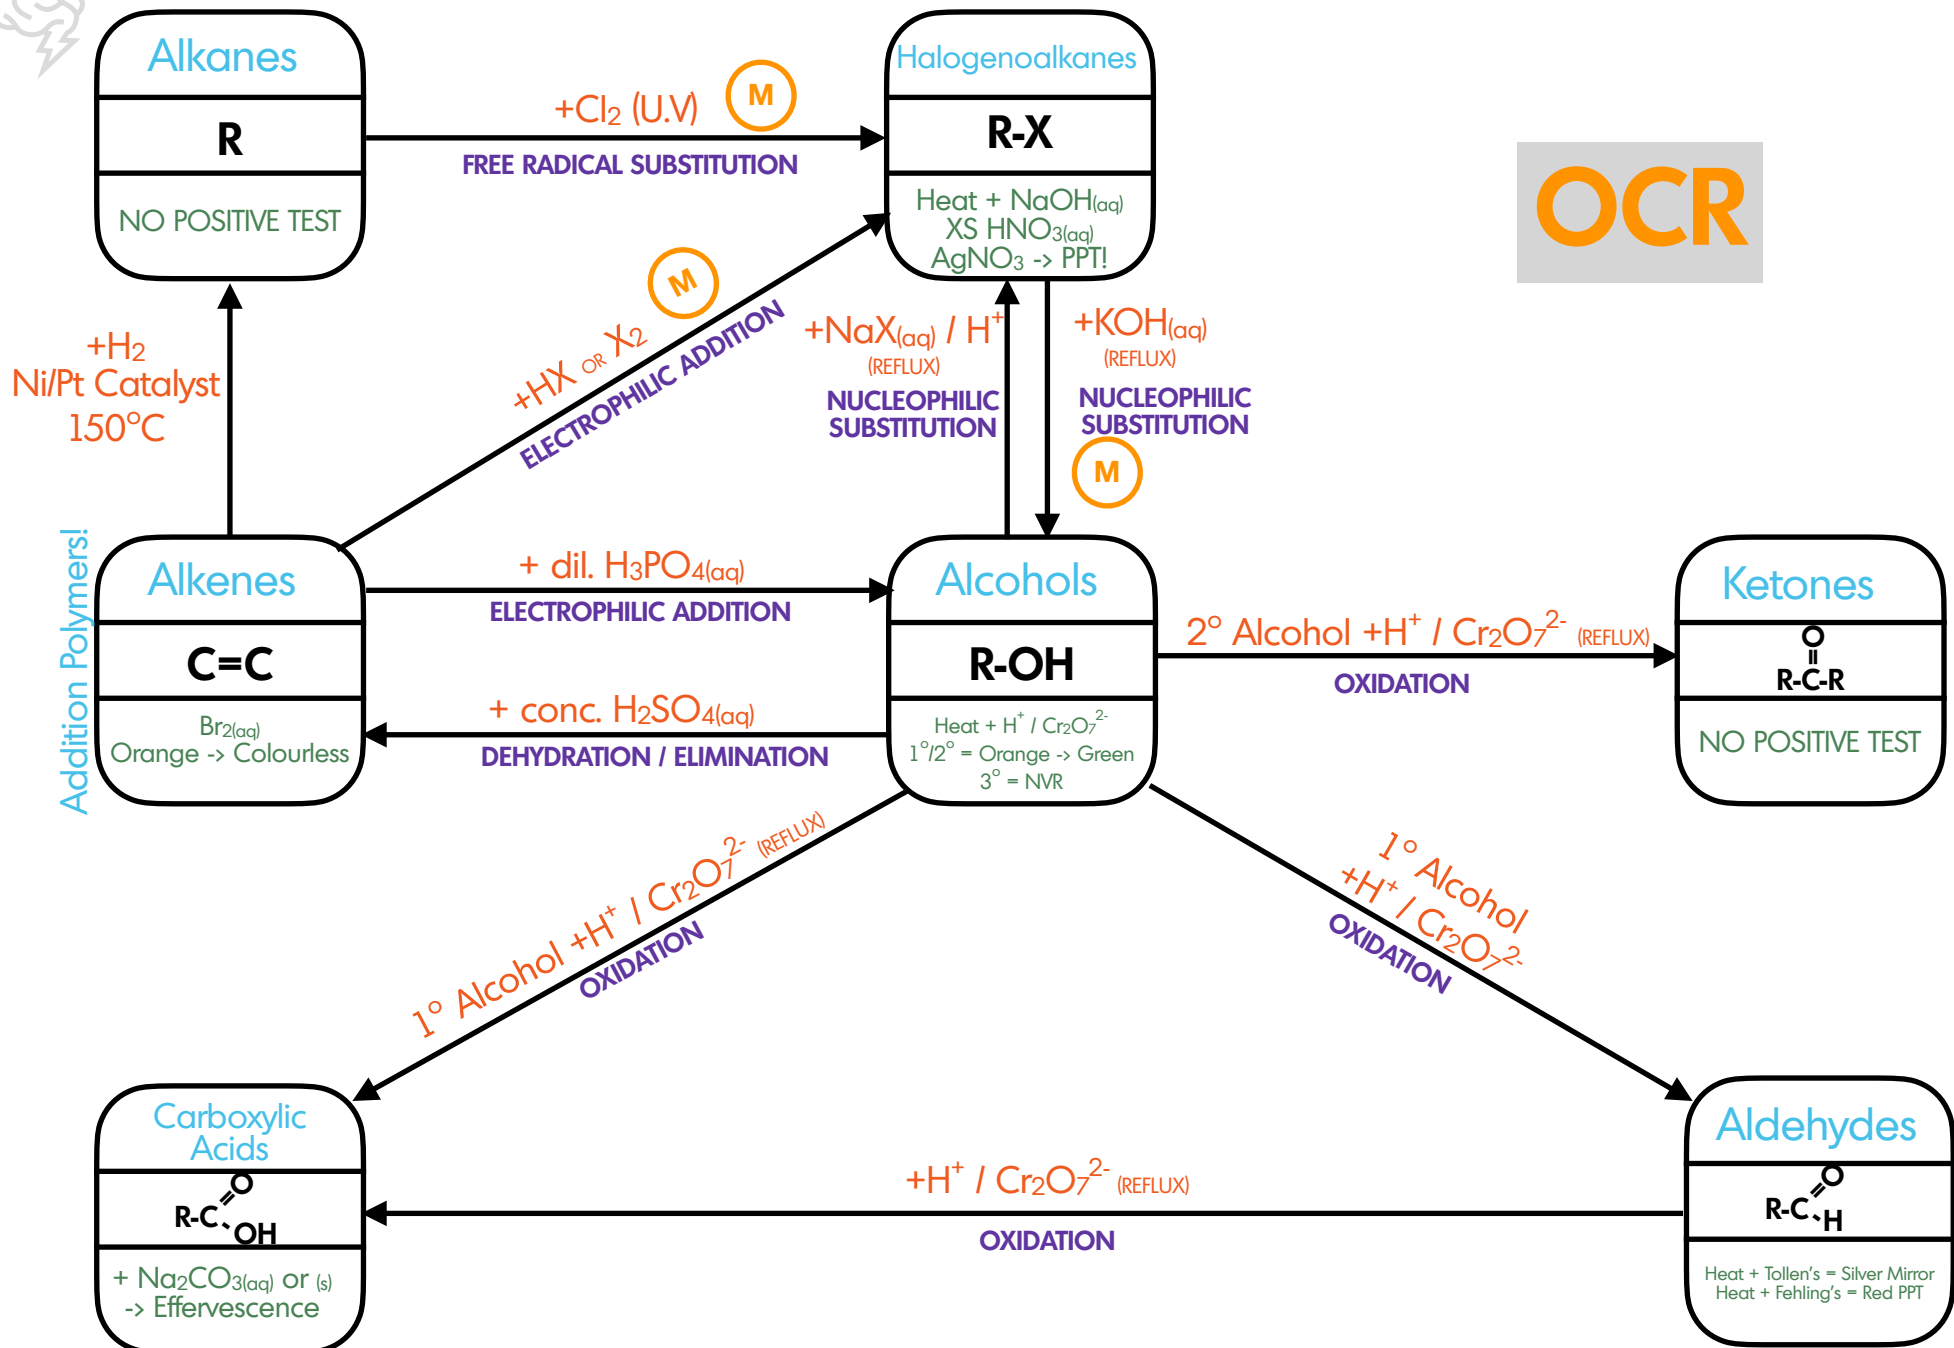 Alkanes
R
NO POSITIVE TEST
+Cl₂ (U.V)
M
FREE RADICAL SUBSTITUTION
Halogenoalkanes
R-X
Heat + NaOH(aq)
XS HNO₃(aq)
AgNO₃ -> PPT!
OCR
+H₂
Ni/Pt Catalyst
150°C
+HX OR X₂
M
ELECTROPHILIC ADDITION
+NaX(aq) / H⁺
(REFLUX)
NUCLEOPHILIC
SUBSTITUTION
+KOH(aq)
(REFLUX)
NUCLEOPHILIC
SUBSTITUTION
M
Addition Polymers!
Alkenes
C=C
Br₂(aq)
Orange -> Colourless
+ dil. H₃PO₄(aq)
ELECTROPHILIC ADDITION
+ conc. H₂SO₄(aq)
DEHYDRATION / ELIMINATION
Alcohols
R-OH
Heat + H⁺ / Cr₂O₇²⁻
1°/2° = Orange -> Green
3° = NVR
2° Alcohol +H⁺ / Cr₂O₇²⁻ (REFLUX)
OXIDATION
Ketones
O
R-C-R
NO POSITIVE TEST
1° Alcohol +H⁺ / Cr₂O₇²⁻ (REFLUX)
OXIDATION
1° Alcohol
+H⁺ / Cr₂O₇²⁻
OXIDATION
Carboxylic
Acids
O
R-C
OH
+ Na₂CO₃(aq) or (s)
-> Effervescence
+H⁺ / Cr₂O₇²⁻ (REFLUX)
OXIDATION
Aldehydes
O
R-C
H
Heat + Tollen's = Silver Mirror
Heat + Fehling's = Red PPT